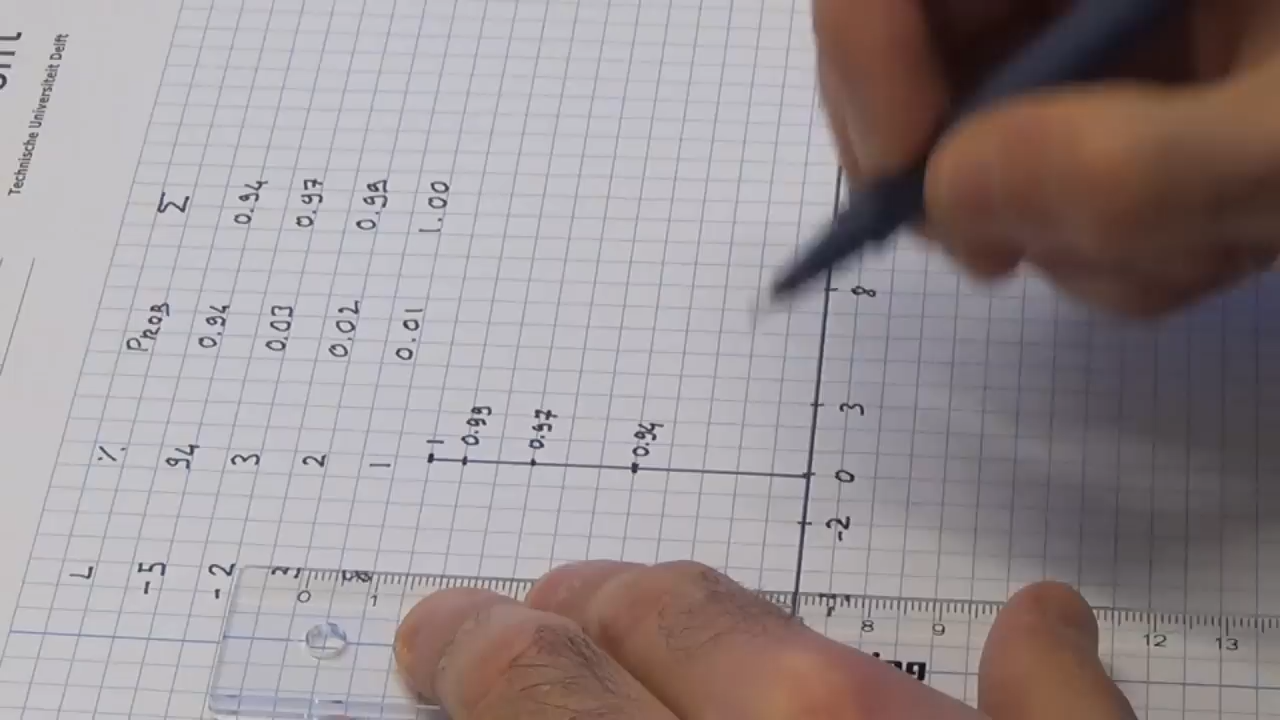 Technische Universiteit Delft
L % PROB Σ
-5 94 0.94 0.94
-2 3 0.03 0.97
2 0.02 0.99
1 0.01 1.00
1
0.99
0.97
0.94
-2 0 3 8
0 1 8 9 12 13